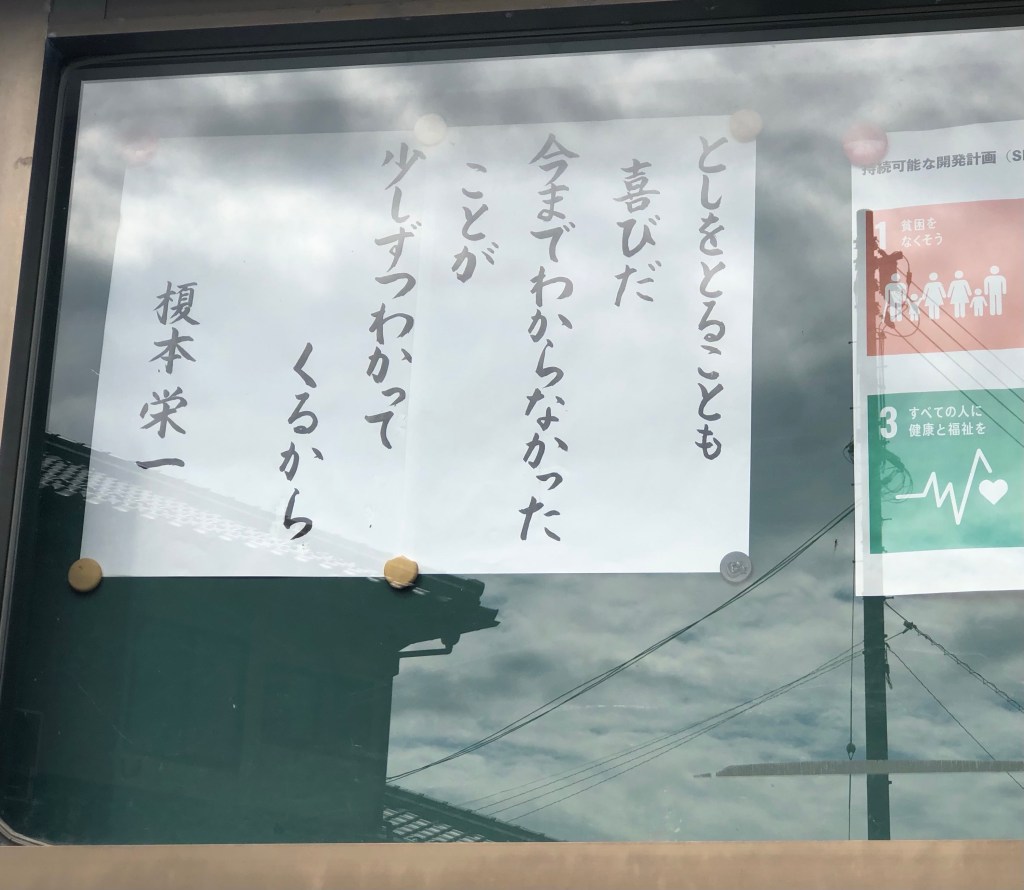 としをとることも
喜びだ
今までわからなかった
ことが
少しずつわかって
くるから
榎本栄一
持続可能な開発計画
1 貧困を
なくそう
3 すべての人に
健康と福祉を